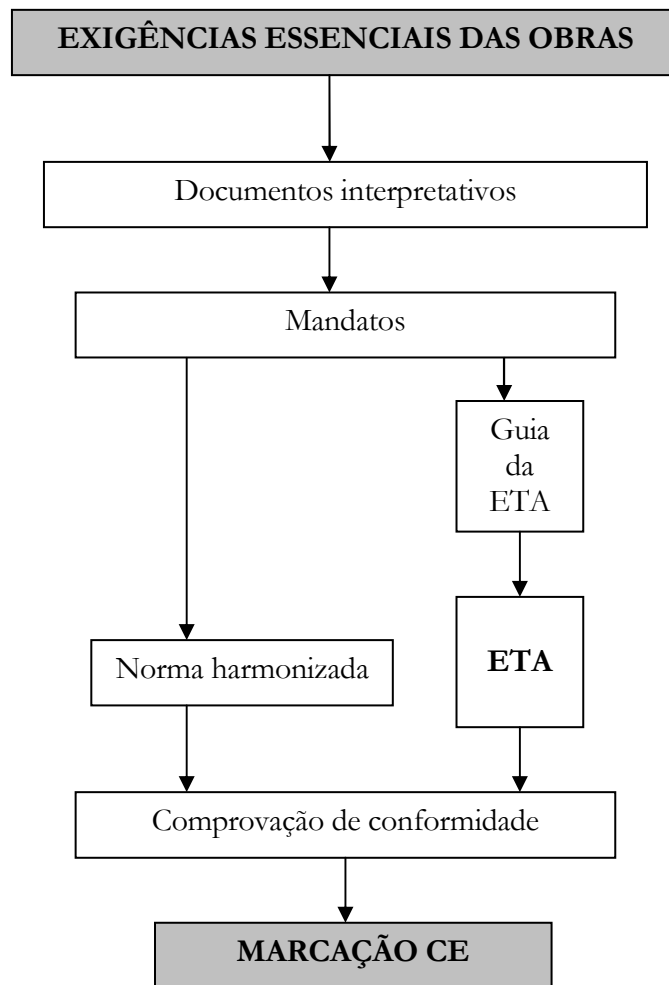 EXIGÊNCIAS ESSENCIAIS DAS OBRAS
Documentos interpretativos
Mandatos
Guia
da
ETA
Norma harmonizada
ETA
Comprovação de conformidade
MARCAÇÃO CE